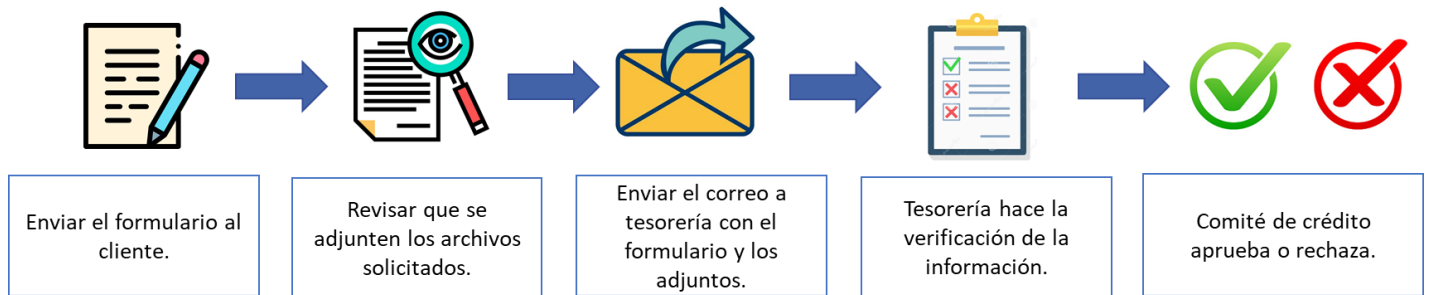 Enviar el formulario al
cliente.
Revisar que se
adjunten los archivos
solicitados.
Enviar el correo a
tesorería con el
formulario y los
adjuntos.
Tesorería hace la
verificación de la
información.
Comité de crédito
aprueba o rechaza.